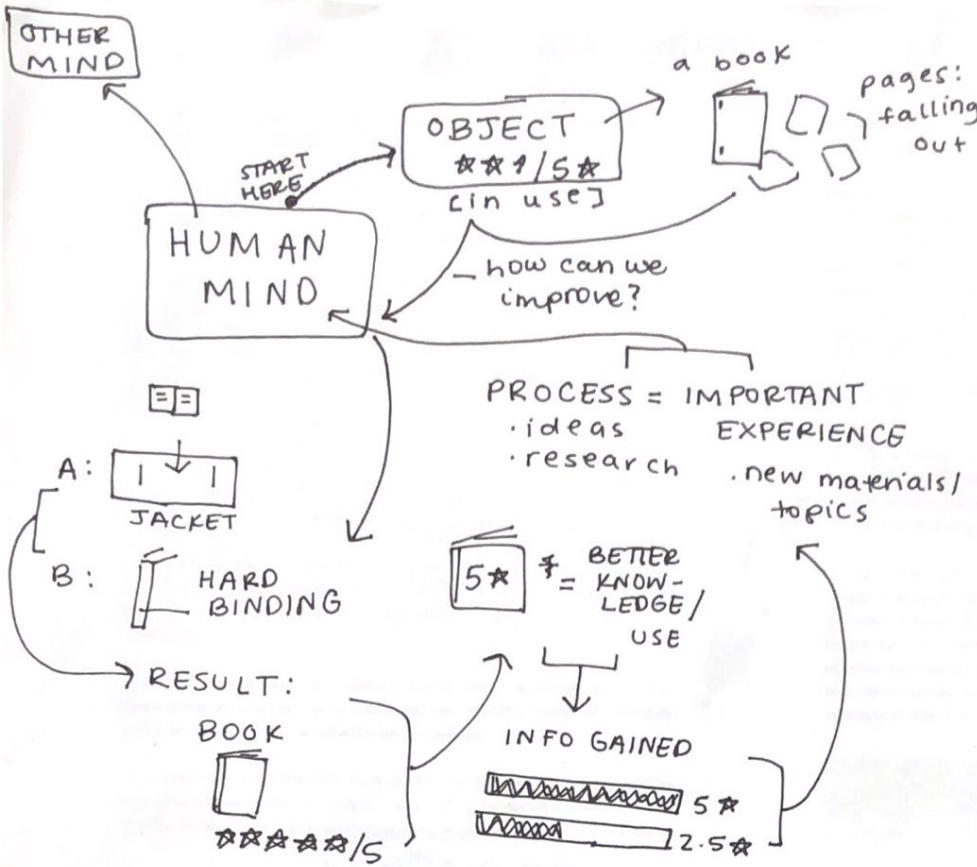 OTHER
MIND
a book
pages:
falling
out
OBJECT
★★⯨/5★
[in use]
START
HERE
HUMAN
MIND
– how can we
improve?
PROCESS = IMPORTANT
EXPERIENCE
· ideas
· research
· new materials/
topics
A:
JACKET
B:
HARD
BINDING
5★
* = BETTER
KNOW-
LEDGE/
USE
RESULT:
BOOK
★★★★★/5
INFO GAINED
5★
2.5★